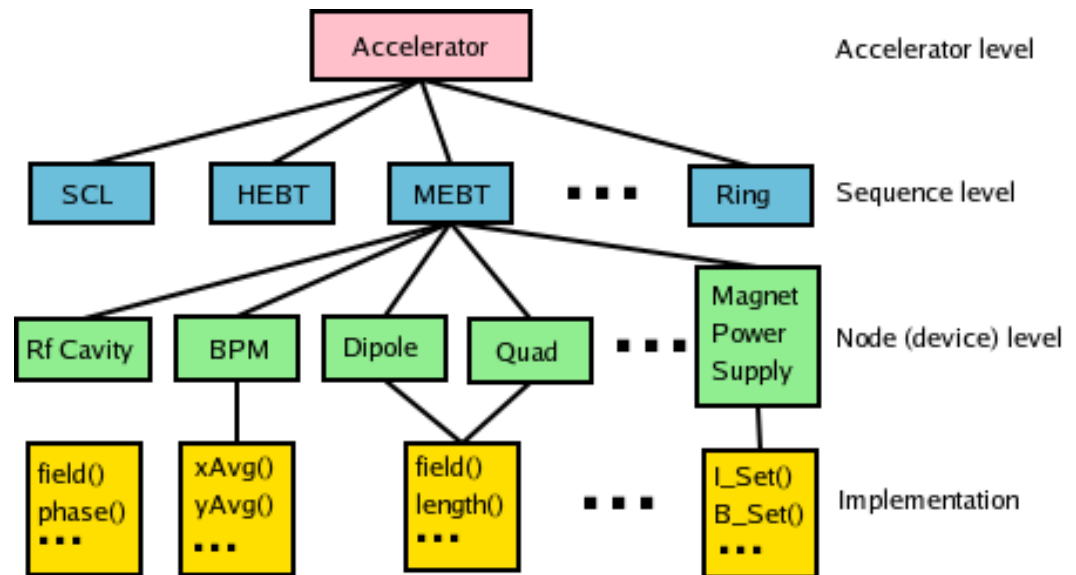 Accelerator
Accelerator level
SCL
HEBT
MEBT
Ring
Sequence level
Rf Cavity
BPM
Dipole
Quad
Magnet
Power
Supply
Node (device) level
field()
phase()
xAvg()
yAvg()
field()
length()
I_Set()
B_Set()
Implementation